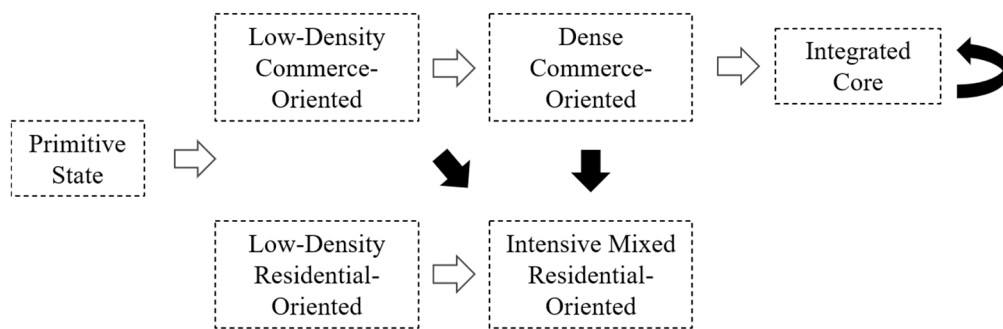 Primitive
State
Low-Density
Commerce-
Oriented
Dense
Commerce-
Oriented
Integrated
Core
Low-Density
Residential-
Oriented
Intensive Mixed
Residential-
Oriented